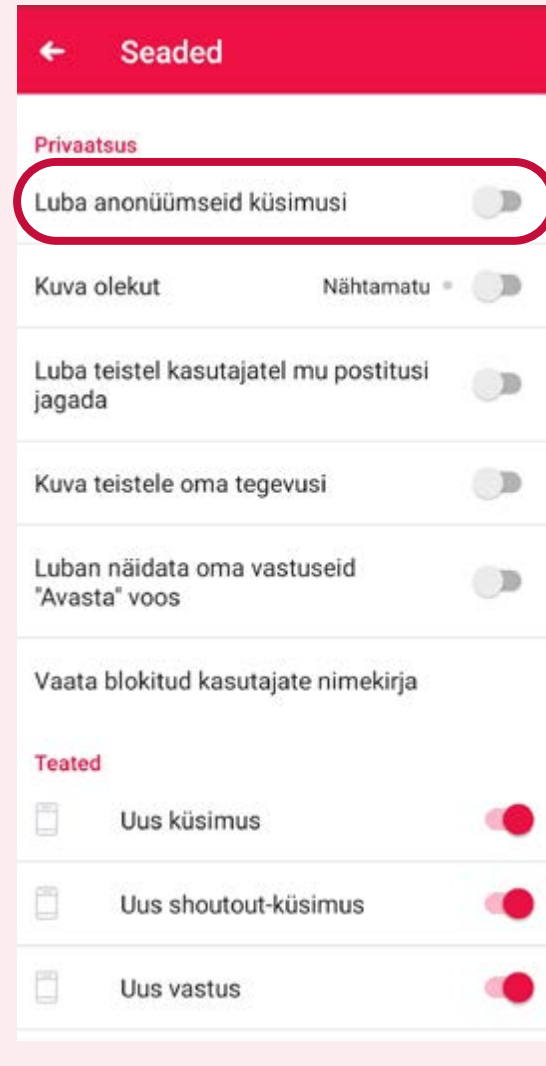 Seaded
Privaatsus
Luba anonüümseid küsimusi
Kuva olekut Nähtamatu
Luba teistel kasutajatel mu postitusi
jagada
Kuva teistele oma tegevusi
Luban näidata oma vastuseid
"Avasta" voos
Vaata blokitud kasutajate nimekirja
Teated
Uus küsimus
Uus shoutout-küsimus
Uus vastus